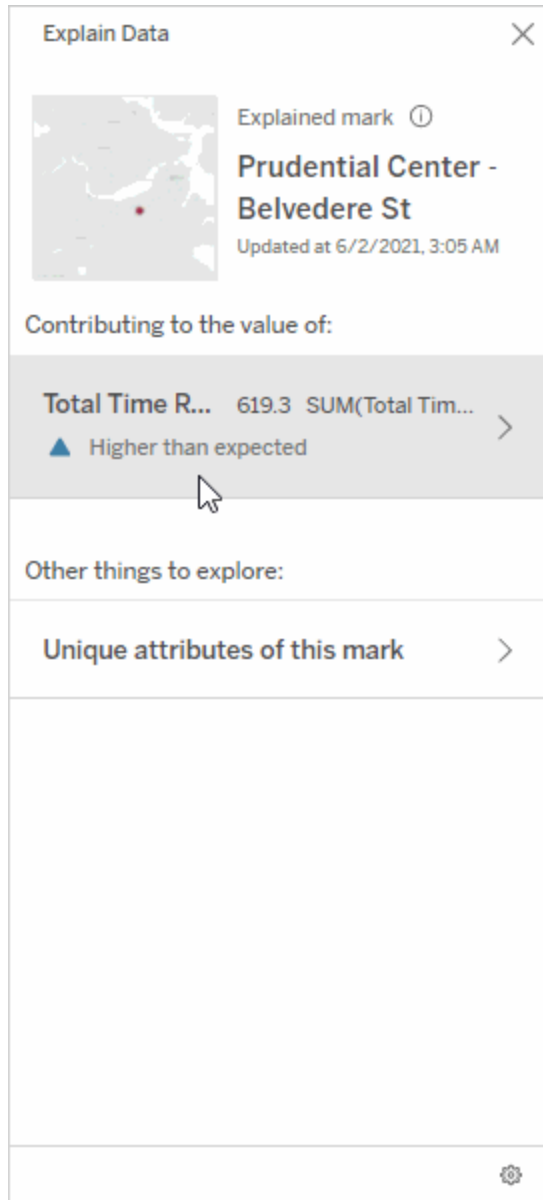 Explain Data
Explained mark
Prudential Center -
Belvedere St
Updated at 6/2/2021, 3:05 AM
Contributing to the value of:
Total Time R... 619.3 SUM(Total Tim...
Higher than expected
Other things to explore:
Unique attributes of this mark